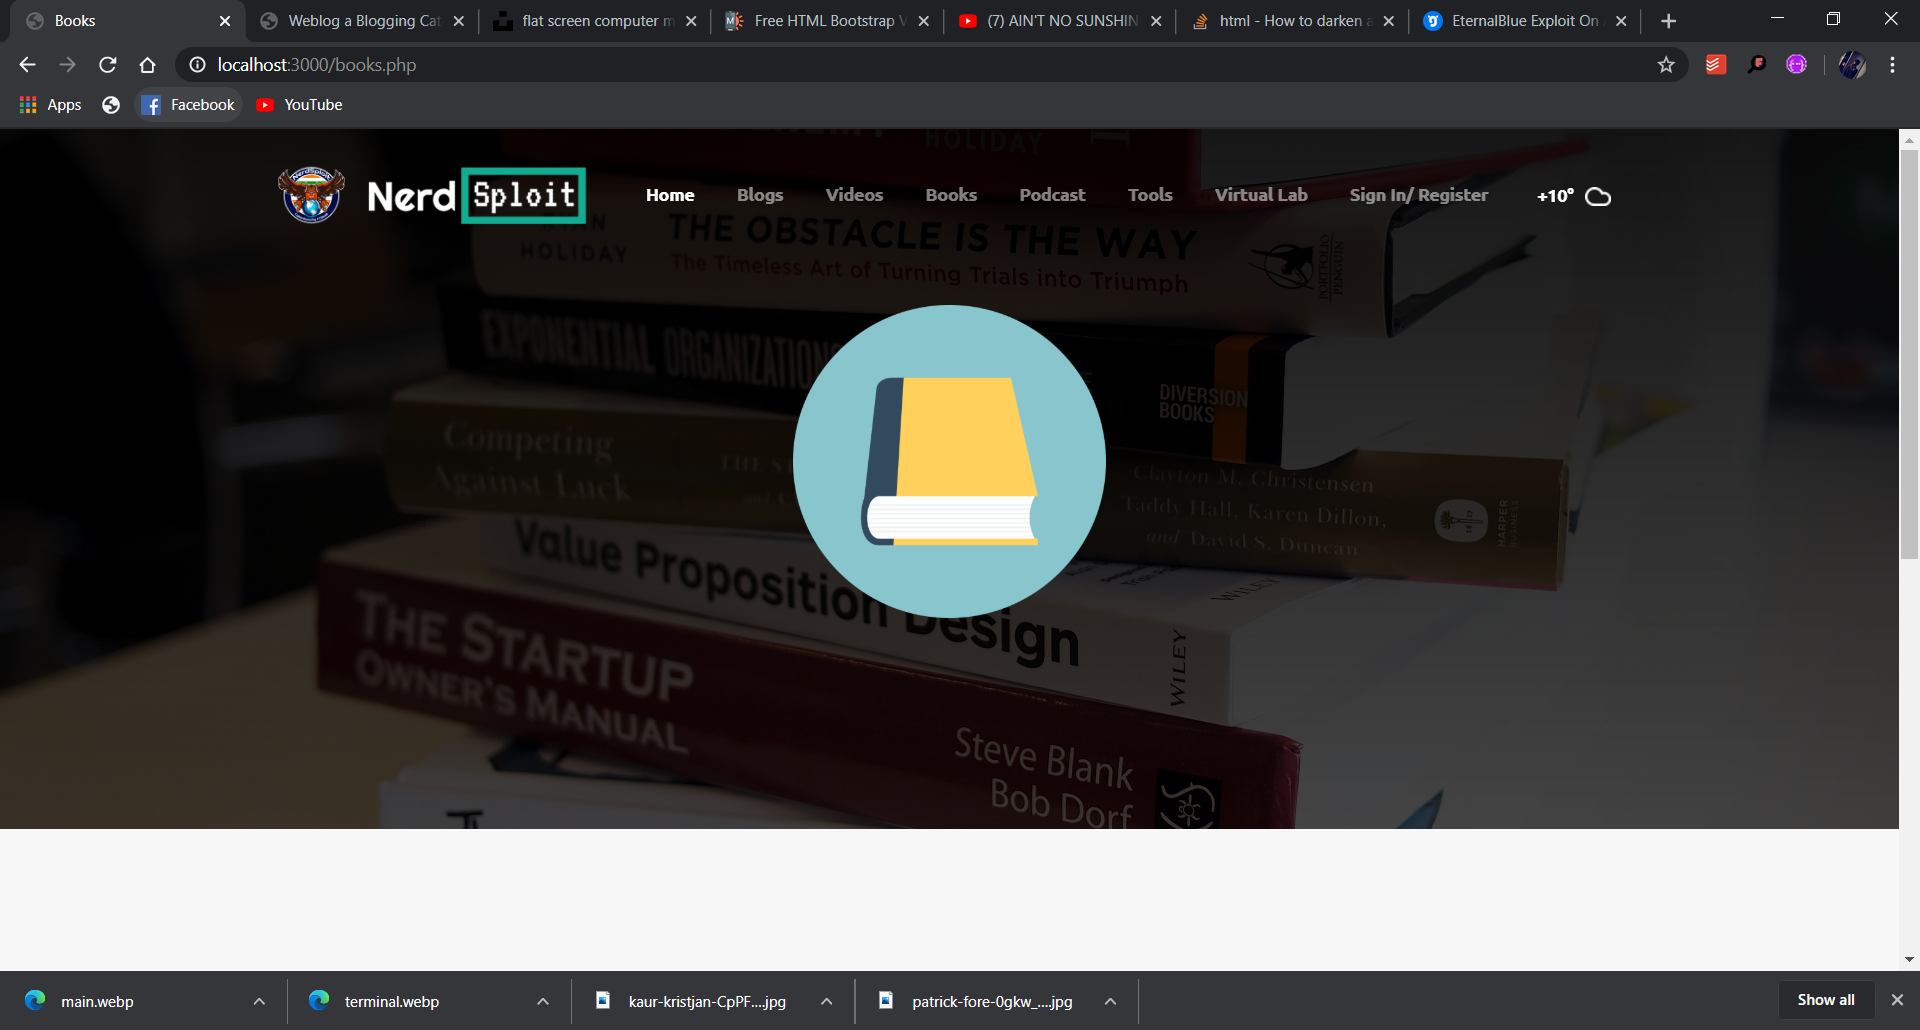 Books
Weblog a Blogging Cat
flat screen computer m
Free HTML Bootstrap V
(7) AIN'T NO SUNSHIN
html - How to darken a
EternalBlue Exploit On
localhost:3000/books.php
Apps
Facebook
YouTube
HOLIDAY
NerdSploit
Nerd Sploit
Home
Blogs
Videos
Books
Podcast
Tools
Virtual Lab
Sign In/ Register
+10°
RYAN
HOLIDAY
THE OBSTACLE IS THE WAY
The Timeless Art of Turning Trials into Triumph
PORTFOLIO
PENGUIN
EXPONENTIAL ORGANIZATIONS
DIVERSION
BOOKS
Competing
Against Luck
Clayton M. Christensen
Taddy Hall, Karen Dillon,
and David S. Duncan
HARPER
BUSINESS
Value Proposition Design
WILEY
WILEY
THE STARTUP
OWNER'S MANUAL
Steve Blank
Bob Dorf
main.webp
terminal.webp
kaur-kristjan-CpPF....jpg
patrick-fore-0gkw_....jpg
Show all